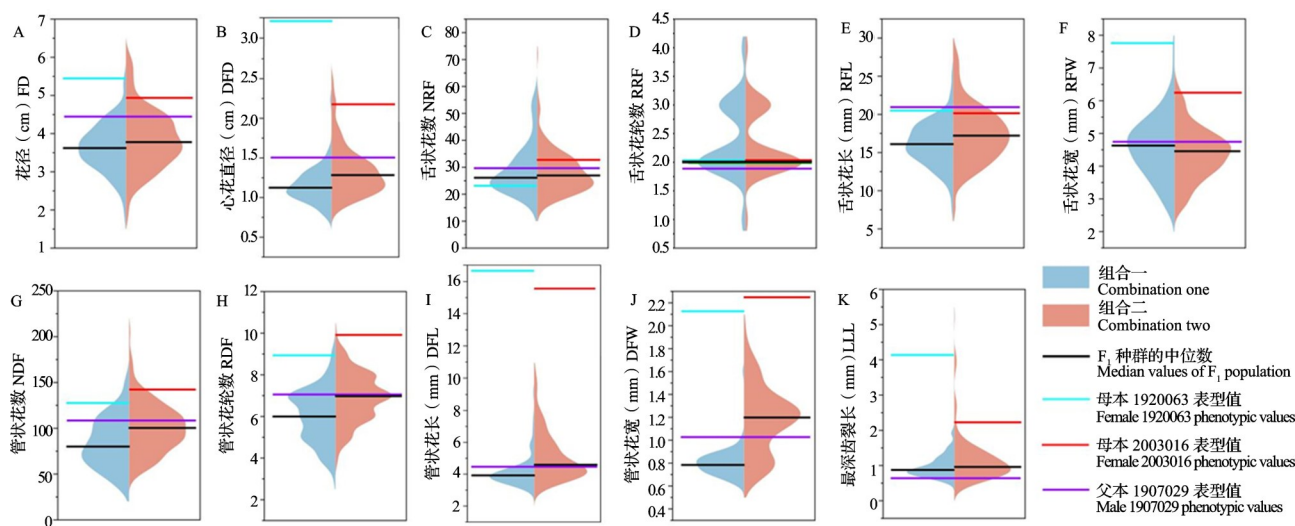 A
花径（cm）FD
7
6
5
4
3
2
1
B
心花直径（cm）DFD
3.0
2.5
2.0
1.5
1.0
0.5
C
舌状花数 NRF
80
70
60
50
40
30
20
10
0
D
舌状花轮数 RRF
4.5
4.0
3.5
3.0
2.5
2.0
1.5
1.0
0.5
E
舌状花长（mm）RFL
30
25
20
15
10
5
F
舌状花宽（mm）RFW
8
7
6
5
4
3
2
G
管状花数 NDF
250
200
150
100
50
0
H
管状花轮数 RDF
12
10
8
6
4
2
I
管状花长（mm）DFL
16
14
12
10
8
6
4
2
J
管状花宽（mm）DFW
2.2
2.0
1.8
1.6
1.4
1.2
1.0
0.8
0.6
0.4
K
最深齿裂长（mm）LLL
6
5
4
3
2
1
0
组合一
Combination one
组合二
Combination two
F₁ 种群的中位数
Median values of F₁ population
母本 1920063 表型值
Female 1920063 phenotypic values
母本 2003016 表型值
Female 2003016 phenotypic values
父本 1907029 表型值
Male 1907029 phenotypic values